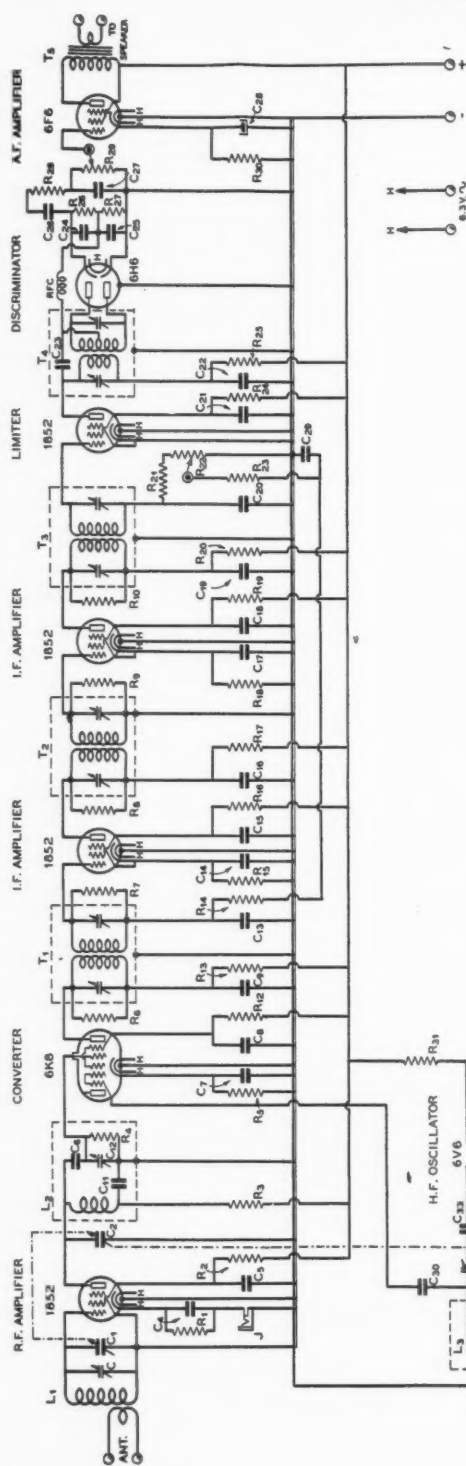 R.F. AMPLIFIER
1852
CONVERTER
6K8
I.F. AMPLIFIER
1852
I.F. AMPLIFIER
1852
LIMITER
1852
DISCRIMINATOR
A.F. AMPLIFIER
6F6
L1
ANT.
C
C1
C4
R1
J
R2
C5
C2
L2
C6
R4
C12
C11
R3
C7
R5
C8
R12
H H
R6
T1
R13
C9
R7
R14
C13
C14
R15
C15
R16
H H
R8
T2
C16
R17
R9
R18
C17
C18
R19
H H
R10
T3
C19
R20
R21
R22
C20
R23
C29
C21
R24
C22
R25
T4
C23
RFC
6H6
H
C24
C25
C26
R26
R27
R28
R29
C27
R30
C28
H H
T5
TO
SPEAKER
H H
6.3V.
-
+
C30
L3
H.F. OSCILLATOR
6V6
C33
R31